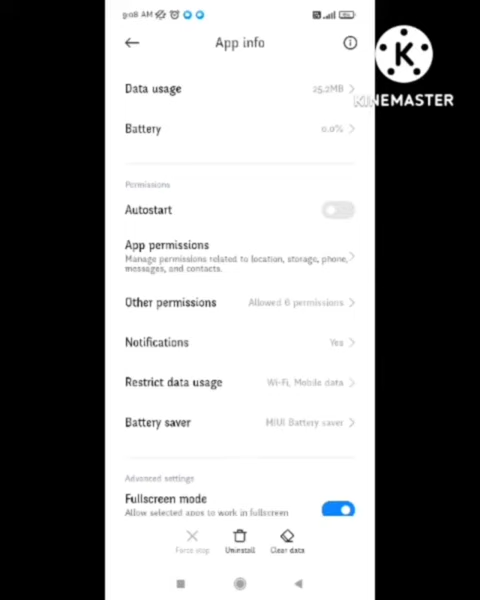 9:08 AM
App info
K
KINEMASTER
Data usage 25.2MB
Battery 0.0%
Permissions
Autostart
App permissions
Manage permissions related to location, storage, phone,
messages, and contacts.
Other permissions Allowed 6 permissions
Notifications Yes
Restrict data usage Wi-Fi, Mobile data
Battery saver MIUI Battery saver
Advanced settings
Fullscreen mode
Allow selected apps to work in fullscreen
Force stop Uninstall Clear data